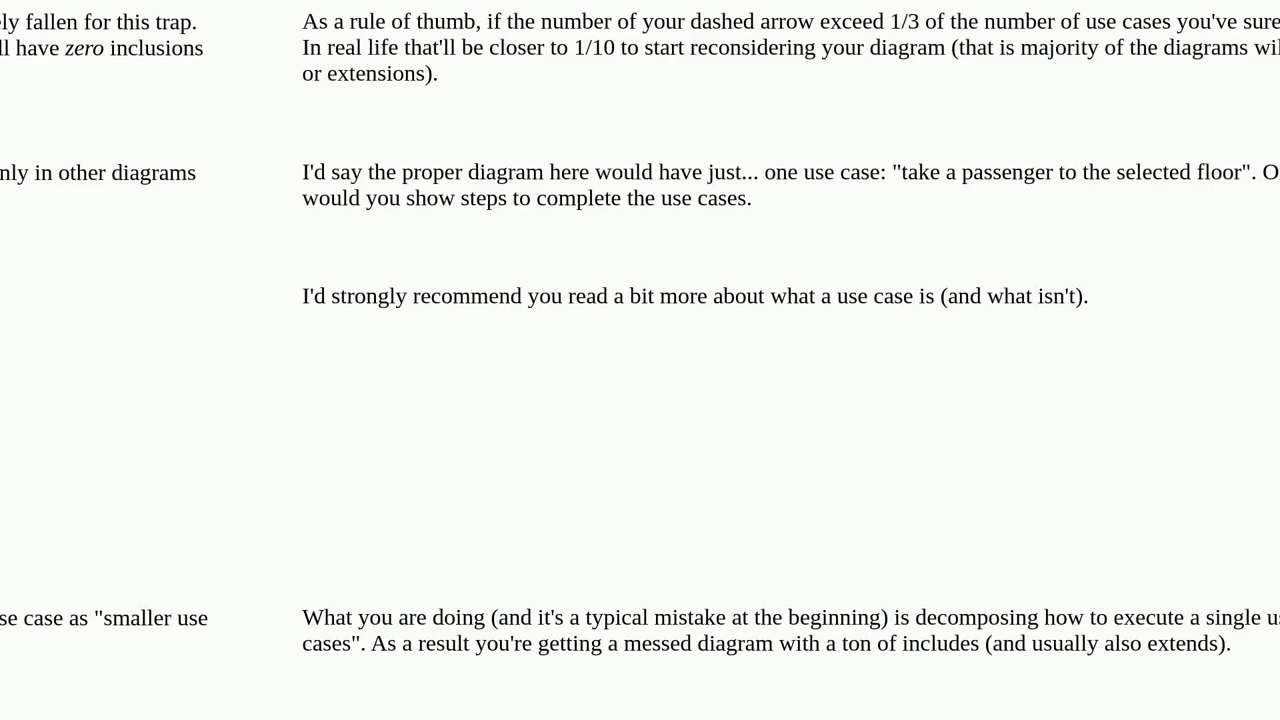 ely fallen for this trap.
ll have zero inclusions
nly in other diagrams
se case as "smaller use
As a rule of thumb, if the number of your dashed arrow exceed 1/3 of the number of use cases you've sure
In real life that'll be closer to 1/10 to start reconsidering your diagram (that is majority of the diagrams wil
or extensions).
I'd say the proper diagram here would have just... one use case: "take a passenger to the selected floor". O
would you show steps to complete the use cases.
I'd strongly recommend you read a bit more about what a use case is (and what isn't).
What you are doing (and it's a typical mistake at the beginning) is decomposing how to execute a single us
cases". As a result you're getting a messed diagram with a ton of includes (and usually also extends).